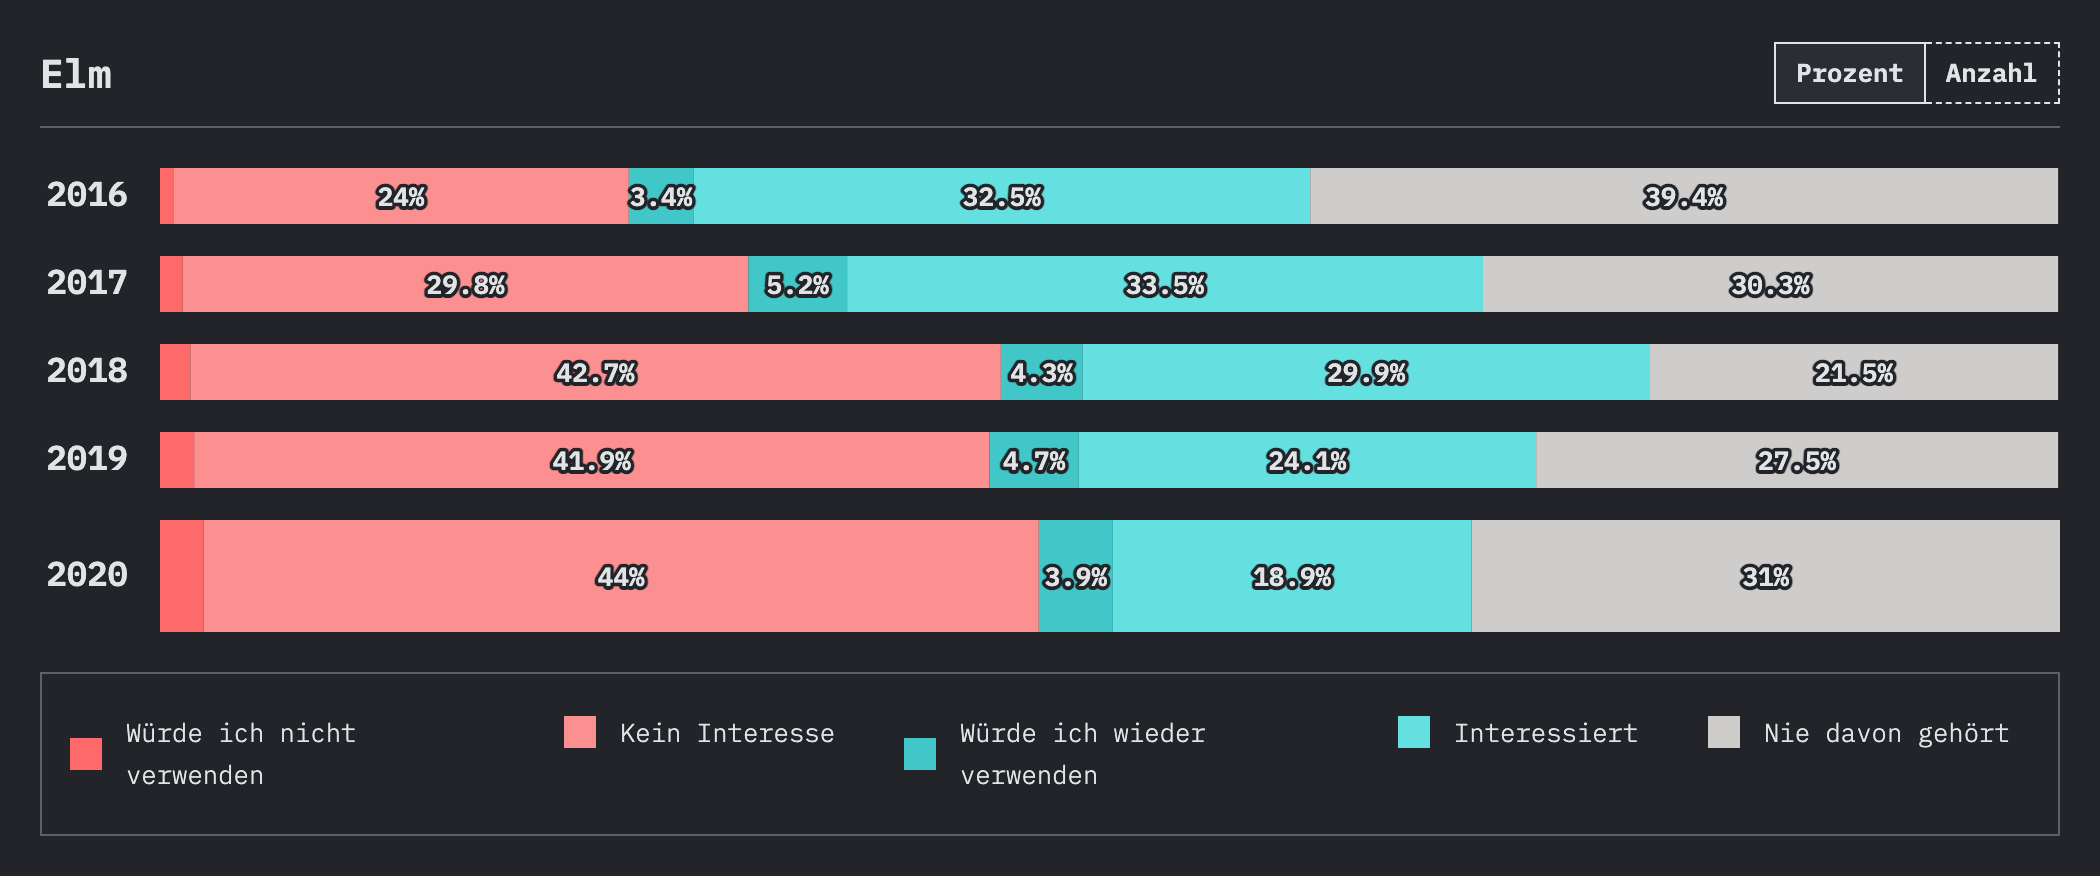 Elm
Prozent Anzahl
2016 24% 3.4% 32.5% 39.4%
2017 29.8% 5.2% 33.5% 30.3%
2018 42.7% 4.3% 29.9% 21.5%
2019 41.9% 4.7% 24.1% 27.5%
2020 44% 3.9% 18.9% 31%
Würde ich nicht
verwenden
Kein Interesse
Würde ich wieder
verwenden
Interessiert
Nie davon gehört